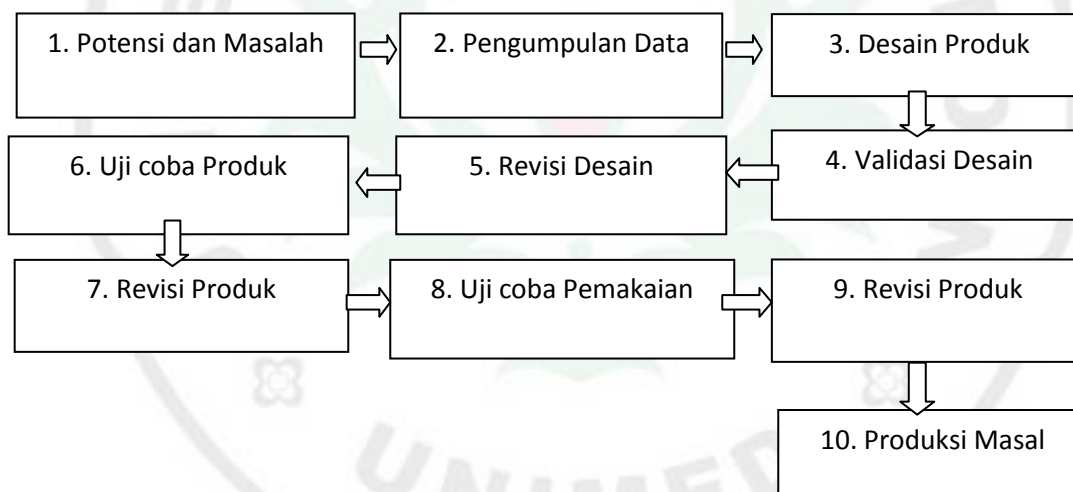 1. Potensi dan Masalah
2. Pengumpulan Data
3. Desain Produk
4. Validasi Desain
5. Revisi Desain
6. Uji coba Produk
7. Revisi Produk
8. Uji coba Pemakaian
9. Revisi Produk
10. Produksi Masal
UNIMED